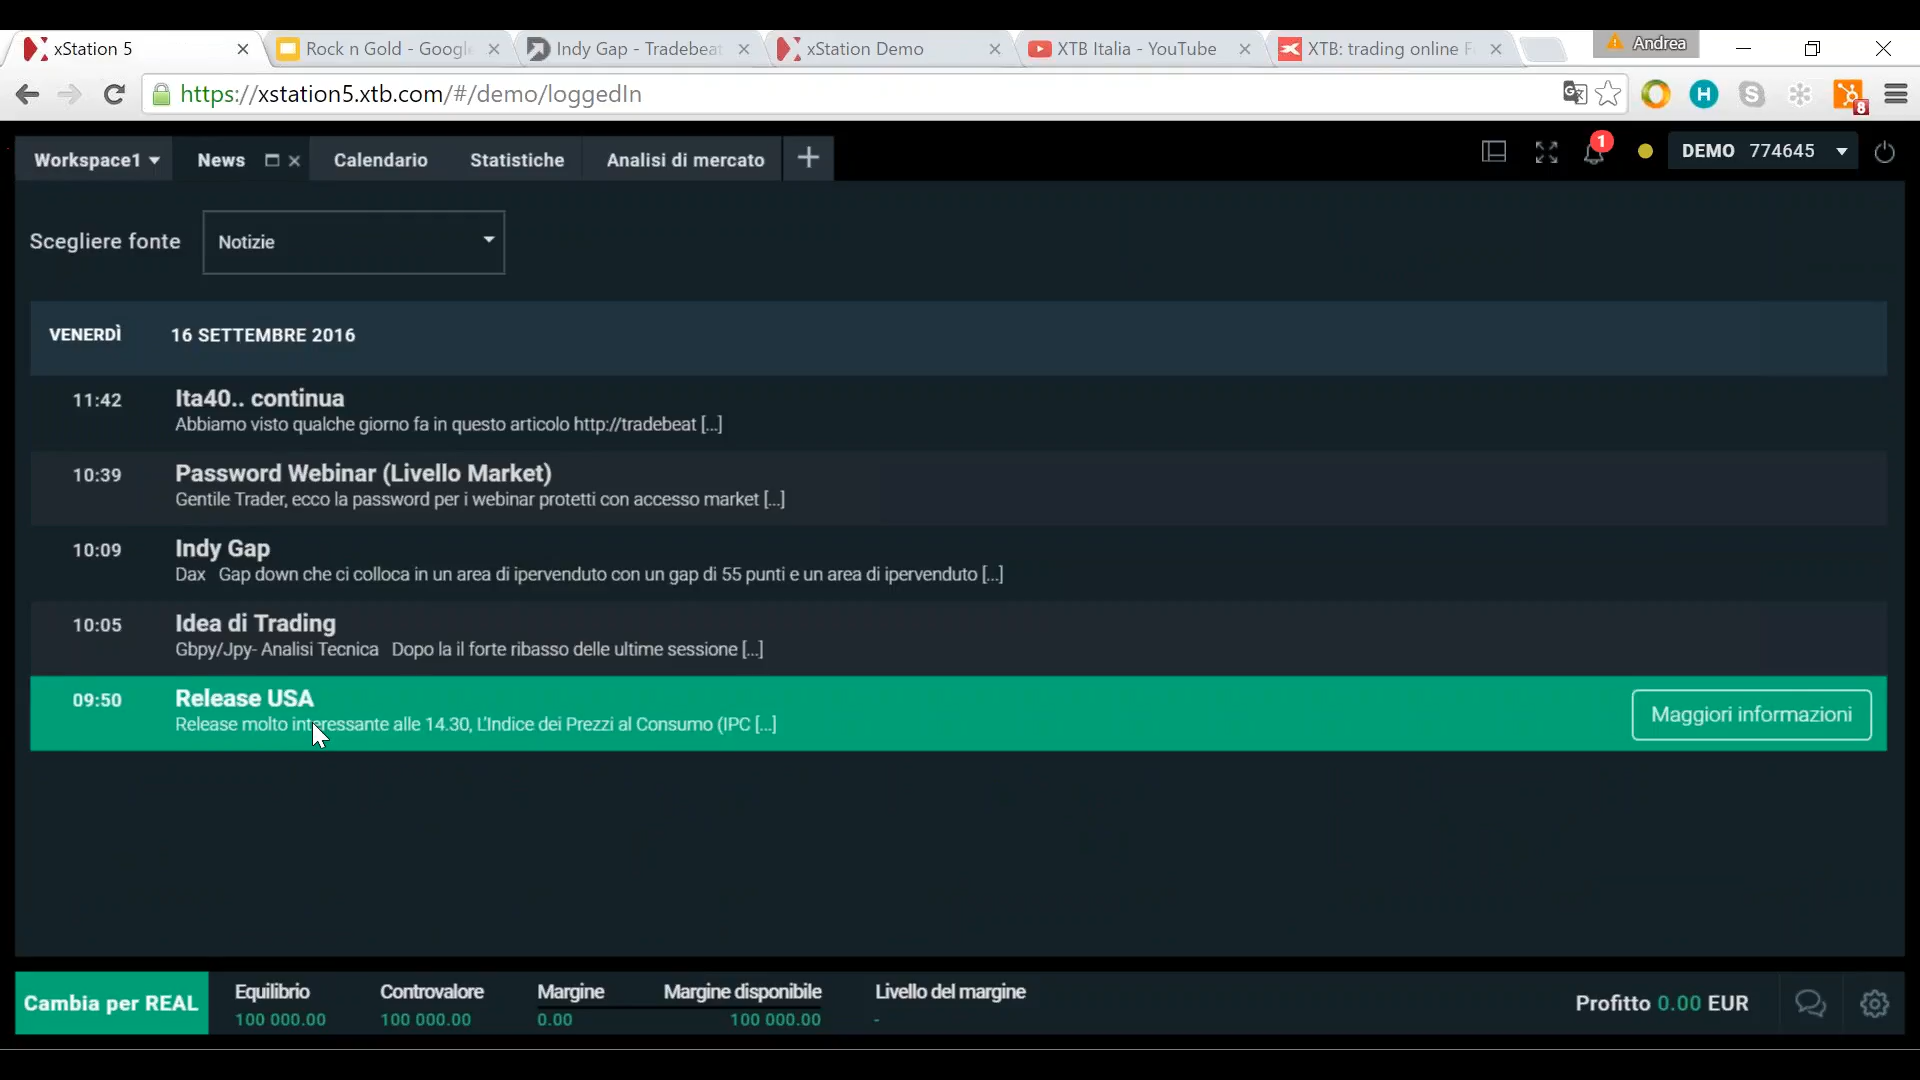 xStation 5
Rock n Gold - Google
Indy Gap - Tradebeat
xStation Demo
XTB Italia - YouTube
XTB: trading online F
Andrea
https://xstation5.xtb.com/#/demo/loggedIn
H
8
Workspace1
News
Calendario
Statistiche
Analisi di mercato
+
1
DEMO 774645
Scegliere fonte
Notizie
VENERDÌ 16 SETTEMBRE 2016
11:42 Ita40.. continua
Abbiamo visto qualche giorno fa in questo articolo http://tradebeat [...]
10:39 Password Webinar (Livello Market)
Gentile Trader, ecco la password per i webinar protetti con accesso market [...]
10:09 Indy Gap
Dax Gap down che ci colloca in un area di ipervenduto con un gap di 55 punti e un area di ipervenduto [...]
10:05 Idea di Trading
Gbpy/Jpy- Analisi Tecnica Dopo la il forte ribasso delle ultime sessione [...]
09:50 Release USA
Release molto interessante alle 14.30, L'Indice dei Prezzi al Consumo (IPC [...]
Maggiori informazioni
Cambia per REAL
Equilibrio Controvalore Margine Margine disponibile Livello del margine
100 000.00 100 000.00 0.00 100 000.00 -
Profitto 0.00 EUR